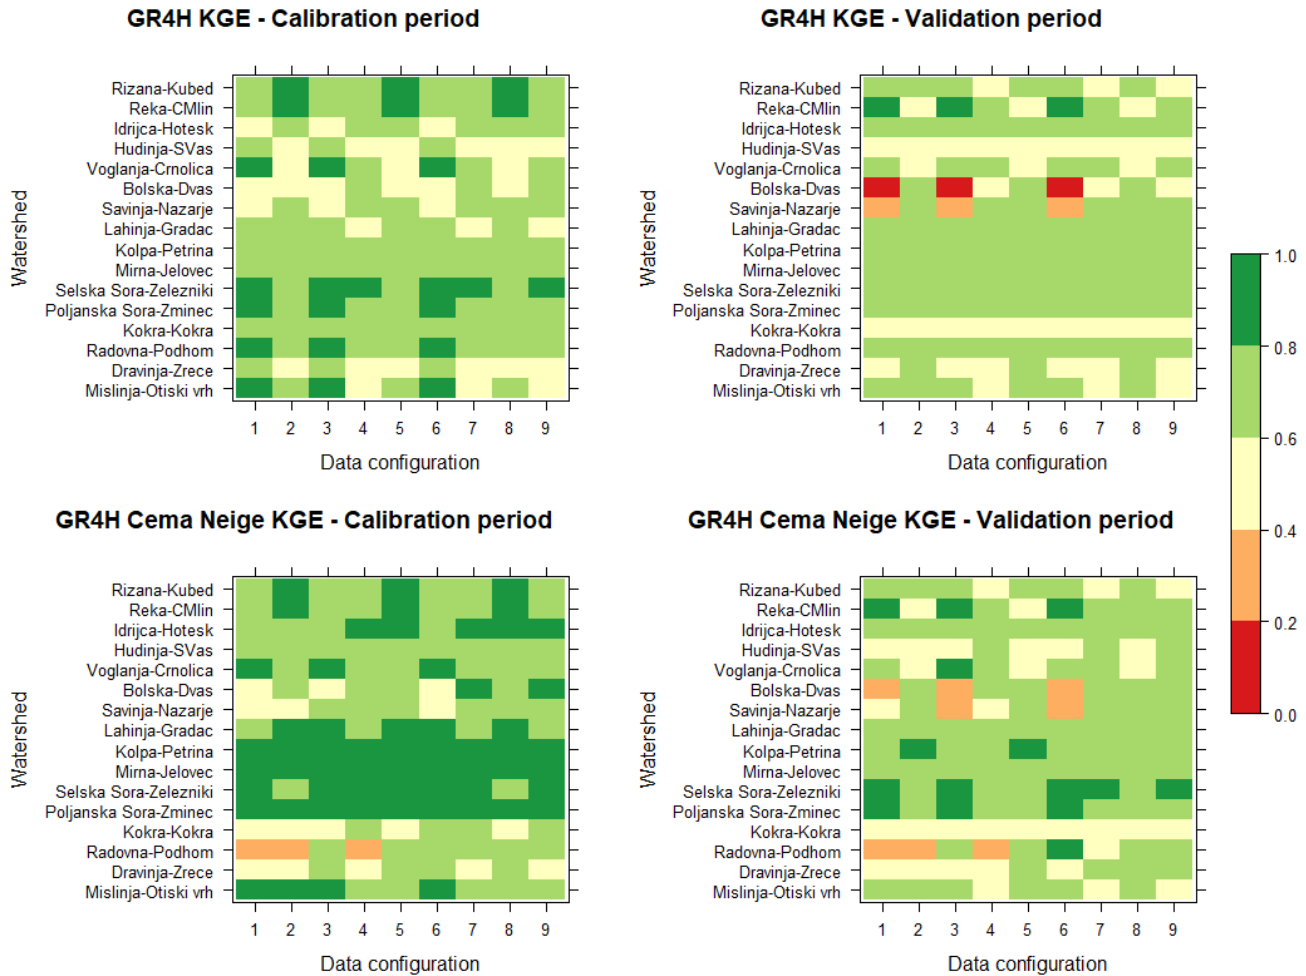 GR4H KGE - Calibration period
Watershed
Rizana-Kubed
Reka-CMlin
Idrijca-Hotesk
Hudinja-SVas
Voglanja-Crnolica
Bolska-Dvas
Savinja-Nazarje
Lahinja-Gradac
Kolpa-Petrina
Mirna-Jelovec
Selska Sora-Zelezniki
Poljanska Sora-Zminec
Kokra-Kokra
Radovna-Podhom
Dravinja-Zrece
Mislinja-Otiski vrh
1 2 3 4 5 6 7 8 9
Data configuration
GR4H KGE - Validation period
Watershed
Rizana-Kubed
Reka-CMlin
Idrijca-Hotesk
Hudinja-SVas
Voglanja-Crnolica
Bolska-Dvas
Savinja-Nazarje
Lahinja-Gradac
Kolpa-Petrina
Mirna-Jelovec
Selska Sora-Zelezniki
Poljanska Sora-Zminec
Kokra-Kokra
Radovna-Podhom
Dravinja-Zrece
Mislinja-Otiski vrh
1 2 3 4 5 6 7 8 9
Data configuration
GR4H Cema Neige KGE - Calibration period
Watershed
Rizana-Kubed
Reka-CMlin
Idrijca-Hotesk
Hudinja-SVas
Voglanja-Crnolica
Bolska-Dvas
Savinja-Nazarje
Lahinja-Gradac
Kolpa-Petrina
Mirna-Jelovec
Selska Sora-Zelezniki
Poljanska Sora-Zminec
Kokra-Kokra
Radovna-Podhom
Dravinja-Zrece
Mislinja-Otiski vrh
1 2 3 4 5 6 7 8 9
Data configuration
GR4H Cema Neige KGE - Validation period
Watershed
Rizana-Kubed
Reka-CMlin
Idrijca-Hotesk
Hudinja-SVas
Voglanja-Crnolica
Bolska-Dvas
Savinja-Nazarje
Lahinja-Gradac
Kolpa-Petrina
Mirna-Jelovec
Selska Sora-Zelezniki
Poljanska Sora-Zminec
Kokra-Kokra
Radovna-Podhom
Dravinja-Zrece
Mislinja-Otiski vrh
1 2 3 4 5 6 7 8 9
Data configuration
1.0
0.8
0.6
0.4
0.2
0.0